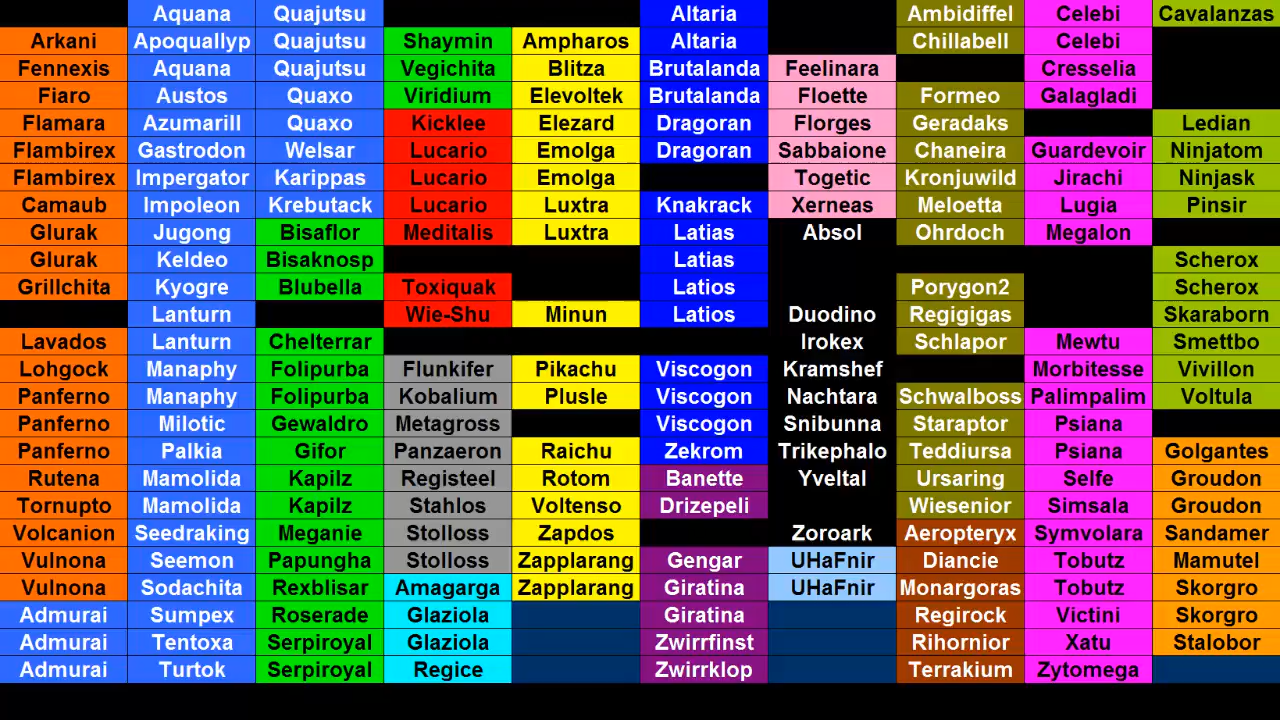 Aquana Quajutsu Altaria Ambidiffel Celebi Cavalanzas
Arkani Apoquallyp Quajutsu Shaymin Ampharos Altaria Chillabell Celebi
Fennexis Aquana Quajutsu Vegichita Blitza Brutalanda Feelinara Cresselia
Fiaro Austos Quaxo Viridium Elevoltek Brutalanda Floette Formeo Galagladi
Flamara Azumarill Quaxo Kicklee Elezard Dragoran Florges Geradaks Ledian
Flambirex Gastrodon Welsar Lucario Emolga Dragoran Sabbaione Chaneira Guardevoir Ninjatom
Flambirex Impergator Karippas Lucario Emolga Togetic Kronjuwild Jirachi Ninjask
Camaub Impoleon Krebutack Lucario Luxtra Knakrack Xerneas Meloetta Lugia Pinsir
Glurak Jugong Bisaflor Meditalis Luxtra Latias Absol Ohrdoch Megalon
Glurak Keldeo Bisaknosp Latias Scherox
Grillchita Kyogre Blubella Toxiquak Latios Porygon2 Scherox
Lanturn Wie-Shu Minun Latios Duodino Regigigas Skaraborn
Lavados Lanturn Chelterrar Irokex Schlapor Mewtu Smettbo
Lohgock Manaphy Folipurba Flunkifer Pikachu Viscogon Kramshef Morbitesse Vivillon
Panferno Manaphy Folipurba Kobalium Plusle Viscogon Nachtara Schwalboss Palimpalim Voltula
Panferno Milotic Gewaldro Metagross Viscogon Snibunna Staraptor Psiana
Panferno Palkia Gifor Panzaeron Raichu Zekrom Trikephalo Teddiursa Psiana Golgantes
Rutena Mamolida Kapilz Registeel Rotom Banette Yveltal Ursaring Selfe Groudon
Tornupto Mamolida Kapilz Stahlos Voltenso Drizepeli Wiesenior Simsala Groudon
Volcanion Seedraking Meganie Stolloss Zapdos Zoroark Aeropteryx Symvolara Sandamer
Vulnona Seemon Papungha Stolloss Zapplarang Gengar UHaFnir Diancie Tobutz Mamutel
Vulnona Sodachita Rexblisar Amagarga Zapplarang Giratina UHaFnir Monargoras Tobutz Skorgro
Admurai Sumpex Roserade Glaziola Giratina Regirock Victini Skorgro
Admurai Tentoxa Serpiroyal Glaziola Zwirrfinst Rihornior Xatu Stalobor
Admurai Turtok Serpiroyal Regice Zwirrklop Terrakium Zytomega